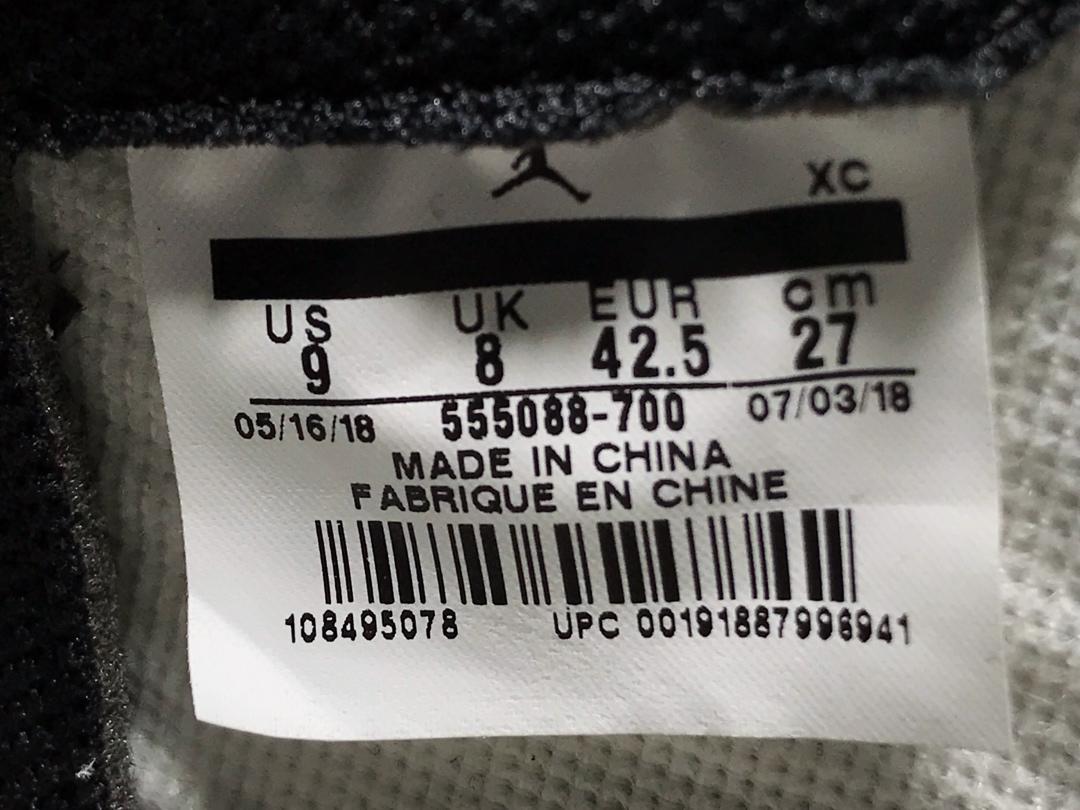 XC
US UK EUR cm
9 8 42.5 27
05/16/18 555088-700 07/03/18
MADE IN CHINA
FABRIQUE EN CHINE
108495078 UPC 00191887996941